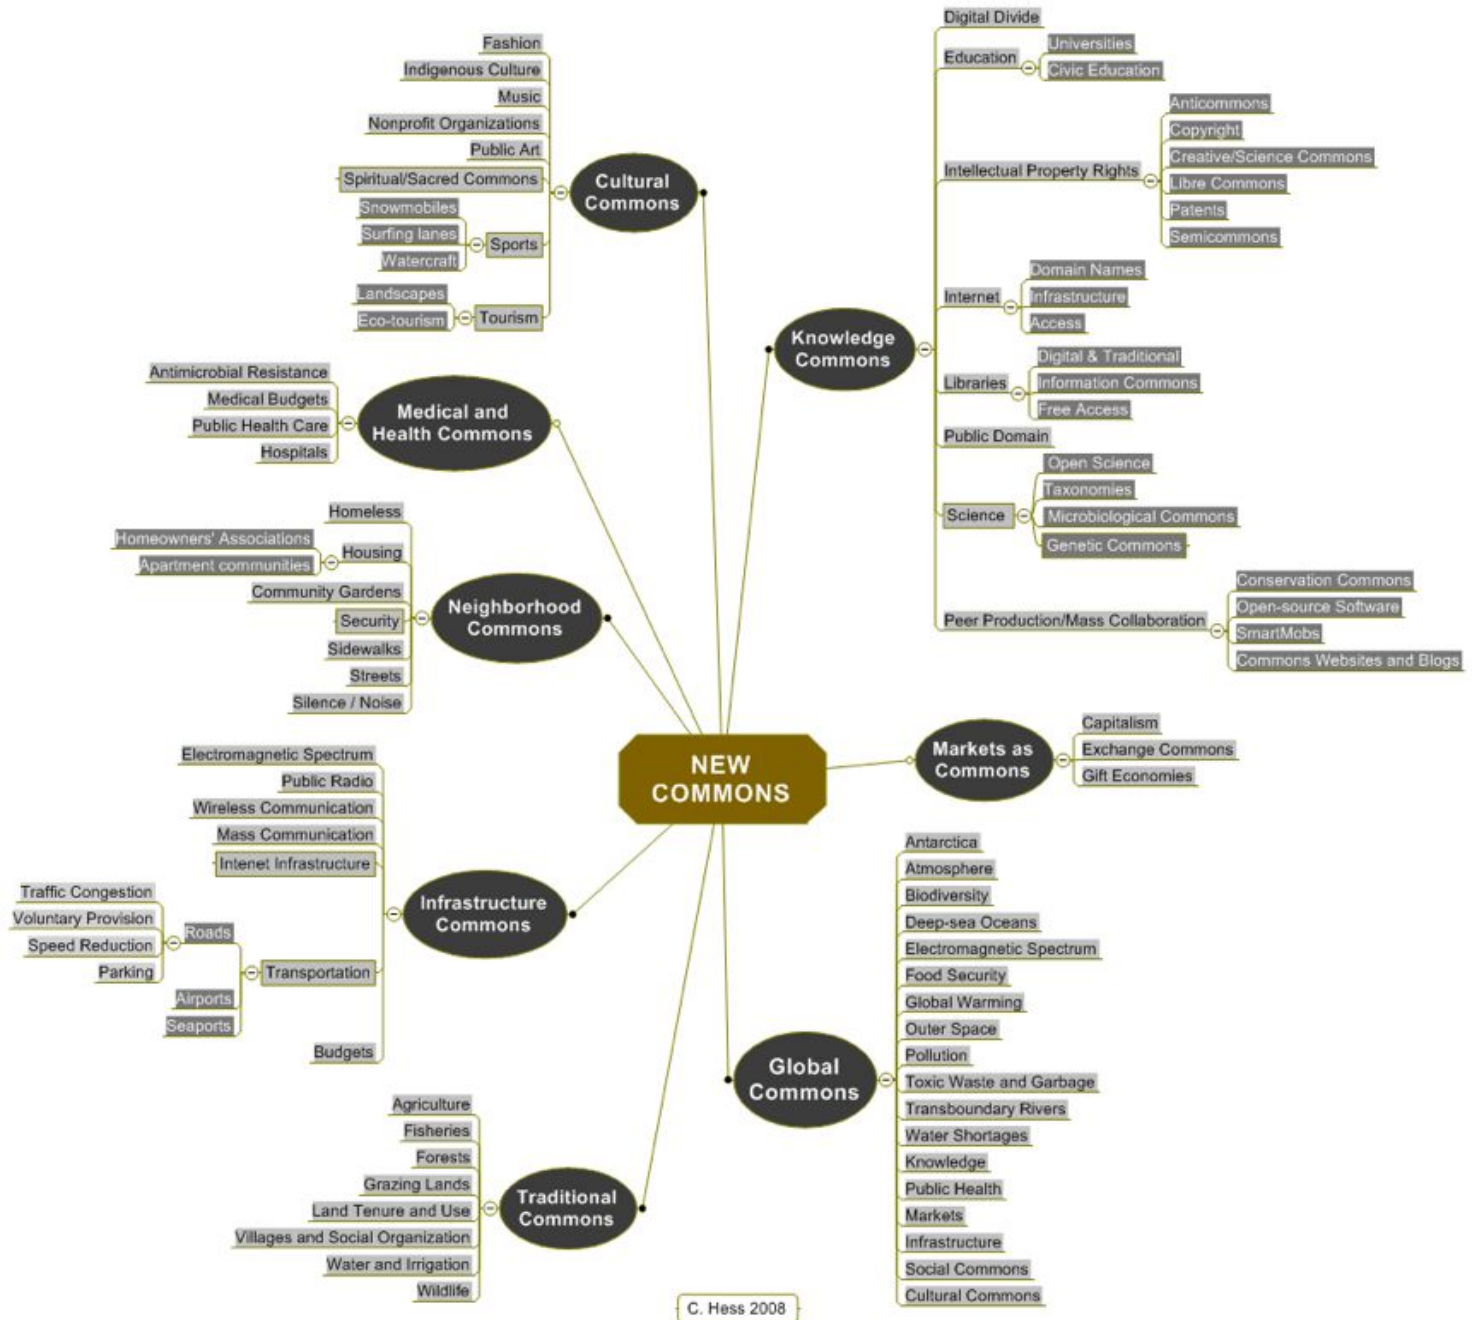 NEW
COMMONS
Cultural
Commons
Fashion
Indigenous Culture
Music
Nonprofit Organizations
Public Art
Spiritual/Sacred Commons
Sports
Snowmobiles
Surfing lanes
Watercraft
Tourism
Landscapes
Eco-tourism
Medical and
Health Commons
Antimicrobial Resistance
Medical Budgets
Public Health Care
Hospitals
Neighborhood
Commons
Homeless
Housing
Homeowners' Associations
Apartment communities
Community Gardens
Security
Sidewalks
Streets
Silence / Noise
Infrastructure
Commons
Electromagnetic Spectrum
Public Radio
Wireless Communication
Mass Communication
Intenet Infrastructure
Transportation
Roads
Traffic Congestion
Voluntary Provision
Speed Reduction
Parking
Airports
Seaports
Budgets
Traditional
Commons
Agriculture
Fisheries
Forests
Grazing Lands
Land Tenure and Use
Villages and Social Organization
Water and Irrigation
Wildlife
Knowledge
Commons
Digital Divide
Education
Universities
Civic Education
Intellectual Property Rights
Anticommons
Copyright
Creative/Science Commons
Libre Commons
Patents
Semicommons
Internet
Domain Names
Infrastructure
Access
Libraries
Digital & Traditional
Information Commons
Free Access
Public Domain
Science
Open Science
Taxonomies
Microbiological Commons
Genetic Commons
Peer Production/Mass Collaboration
Conservation Commons
Open-source Software
SmartMobs
Commons Websites and Blogs
Markets as
Commons
Capitalism
Exchange Commons
Gift Economies
Global
Commons
Antarctica
Atmosphere
Biodiversity
Deep-sea Oceans
Electromagnetic Spectrum
Food Security
Global Warming
Outer Space
Pollution
Toxic Waste and Garbage
Transboundary Rivers
Water Shortages
Knowledge
Public Health
Markets
Infrastructure
Social Commons
Cultural Commons
C. Hess 2008